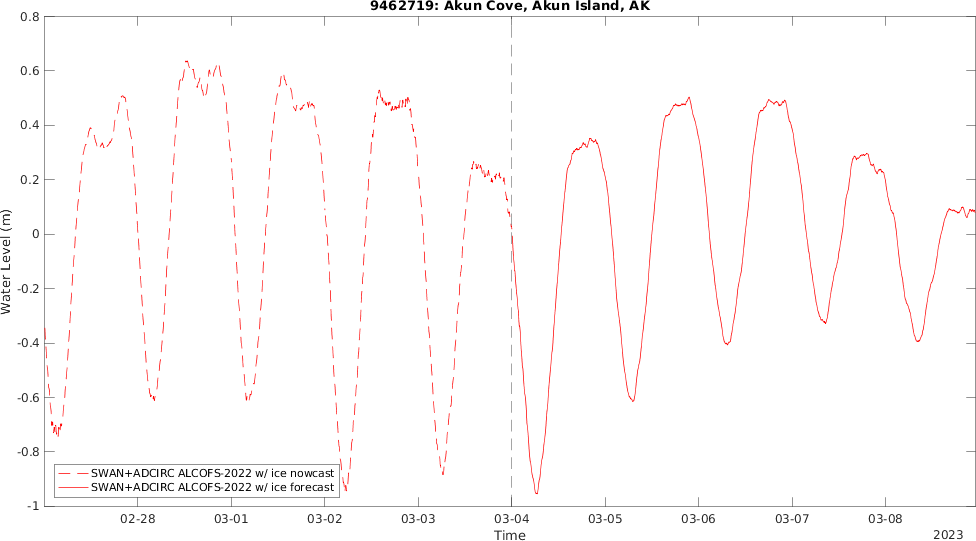 9462719: Akun Cove, Akun Island, AK
0.8
0.6
0.4
0.2
0
-0.2
-0.4
-0.6
-0.8
-1
Water Level (m)
SWAN+ADCIRC ALCOFS-2022 w/ ice nowcast
SWAN+ADCIRC ALCOFS-2022 w/ ice forecast
02-28 03-01 03-02 03-03 03-04 03-05 03-06 03-07 03-08
Time
2023